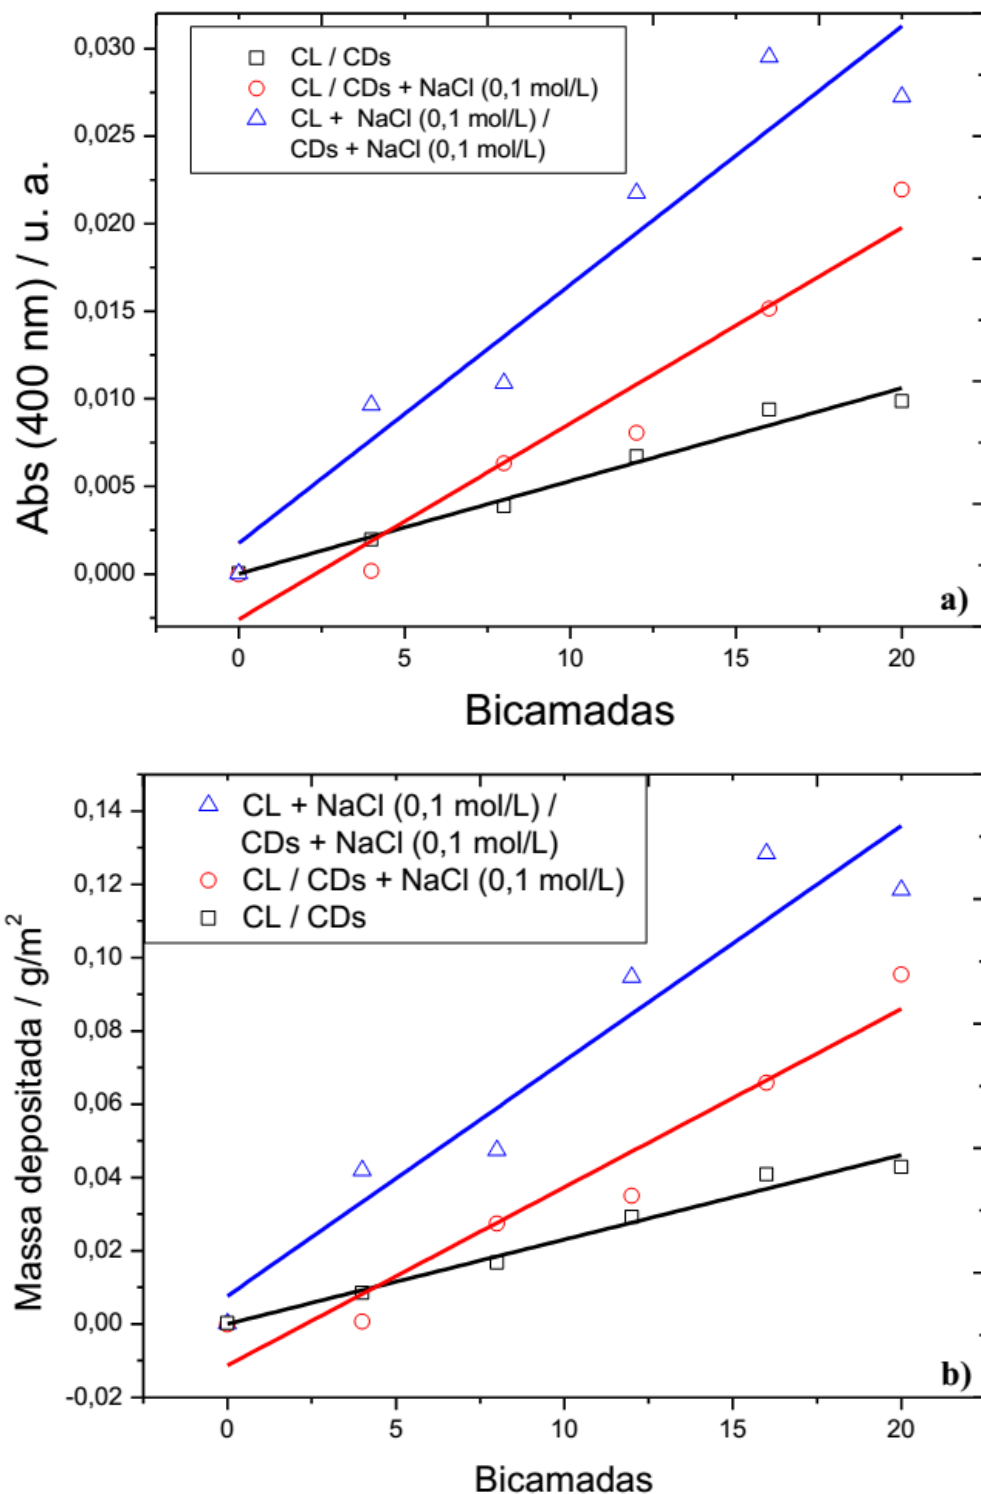 0,030
0,025
0,020
0,015
0,010
0,005
0,000
Abs (400 nm) / u. a.
CL / CDs
CL / CDs + NaCl (0,1 mol/L)
CL + NaCl (0,1 mol/L) /
CDs + NaCl (0,1 mol/L)
a)
0 5 10 15 20
Bicamadas
0,14
0,12
0,10
0,08
0,06
0,04
0,02
0,00
-0,02
Massa depositada / g/m²
CL + NaCl (0,1 mol/L) /
CDs + NaCl (0,1 mol/L)
CL / CDs + NaCl (0,1 mol/L)
CL / CDs
b)
0 5 10 15 20
Bicamadas